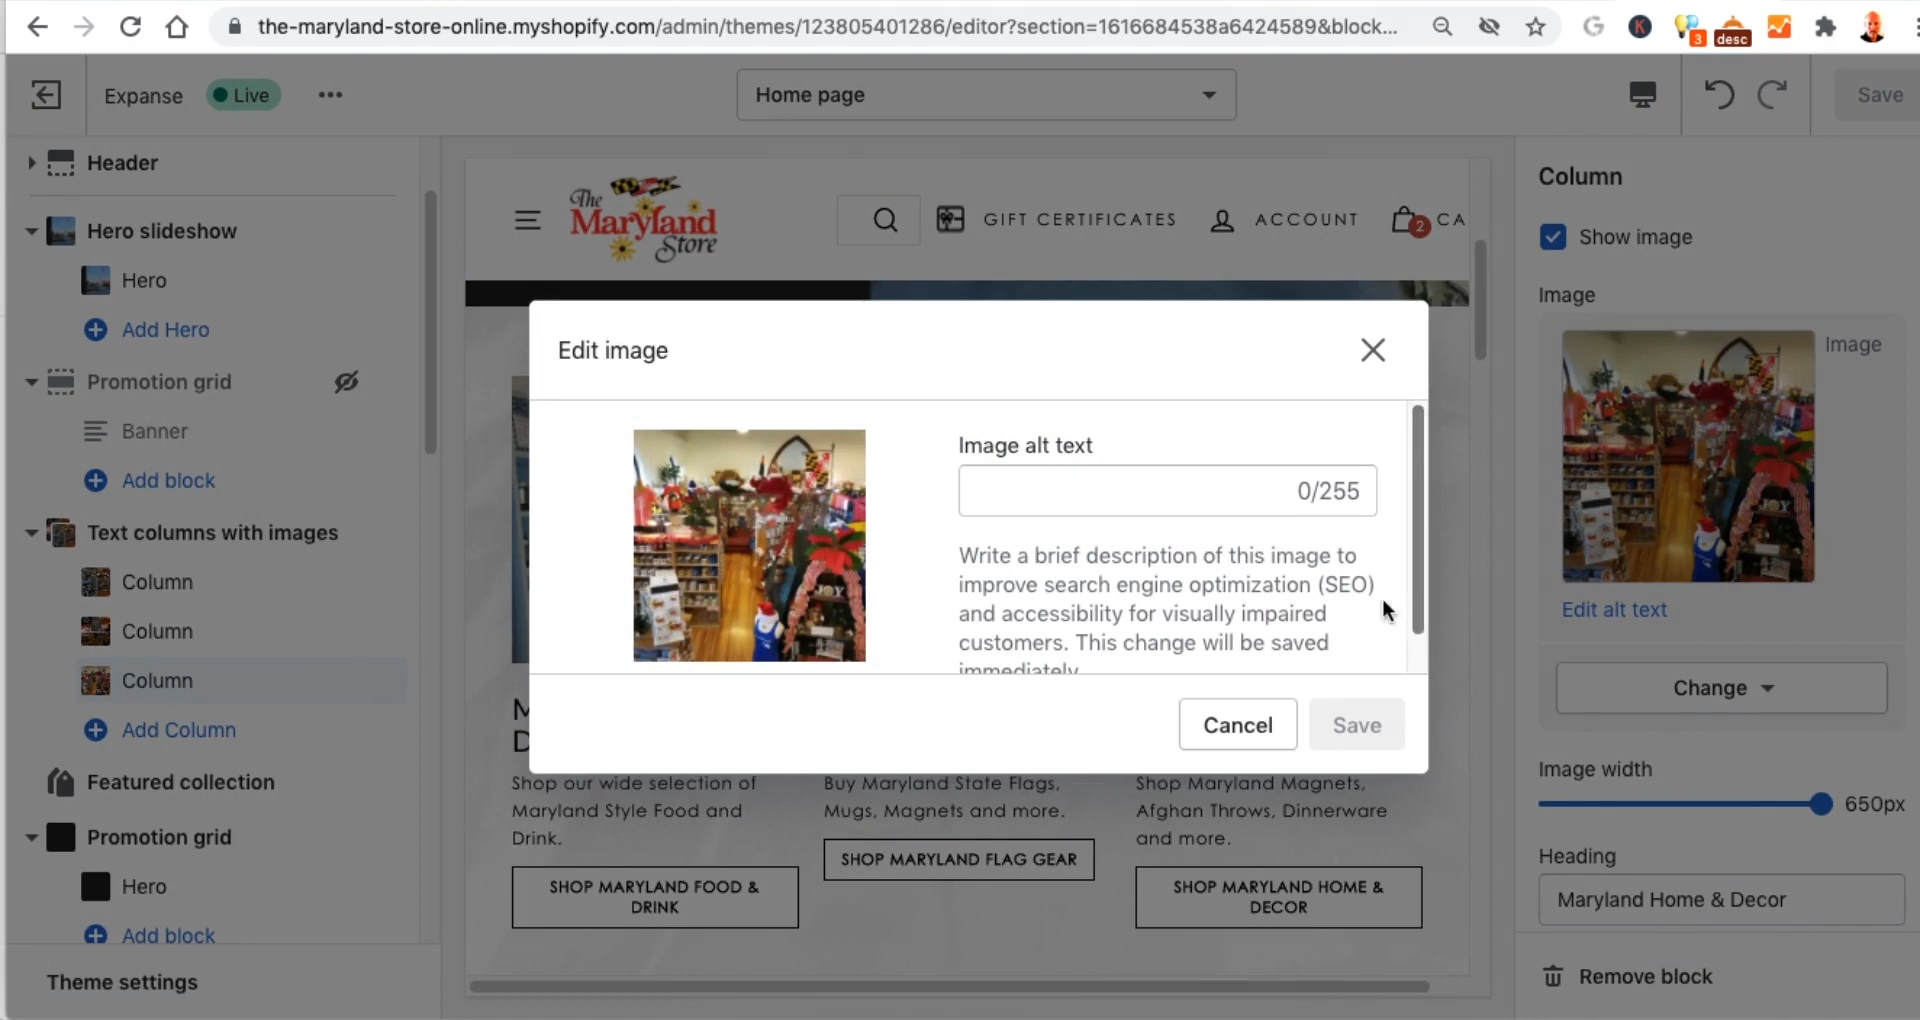 the-maryland-store-online.myshopify.com/admin/themes/123805401286/editor?section=1616684538a6424589&block...
3
desc
Expanse
Live
Home page
Save
Header
Hero slideshow
Hero
Add Hero
Promotion grid
Banner
Add block
Text columns with images
Column
Column
Column
Add Column
Featured collection
Promotion grid
Hero
Add block
Theme settings
The
Maryland
Store
GIFT CERTIFICATES
ACCOUNT
2
CA
Edit image
Image alt text
0/255
Write a brief description of this image to
improve search engine optimization (SEO)
and accessibility for visually impaired
customers. This change will be saved
immediately.
Cancel
Save
JOY
M
D
Shop our wide selection of
Maryland Style Food and
Drink.
SHOP MARYLAND FOOD &
DRINK
Buy Maryland State Flags,
Mugs, Magnets and more.
SHOP MARYLAND FLAG GEAR
Shop Maryland Magnets,
Afghan Throws, Dinnerware
and more.
SHOP MARYLAND HOME &
DECOR
Column
Show image
Image
Image
JOY
Edit alt text
Change
Image width
650px
Heading
Maryland Home & Decor
Remove block